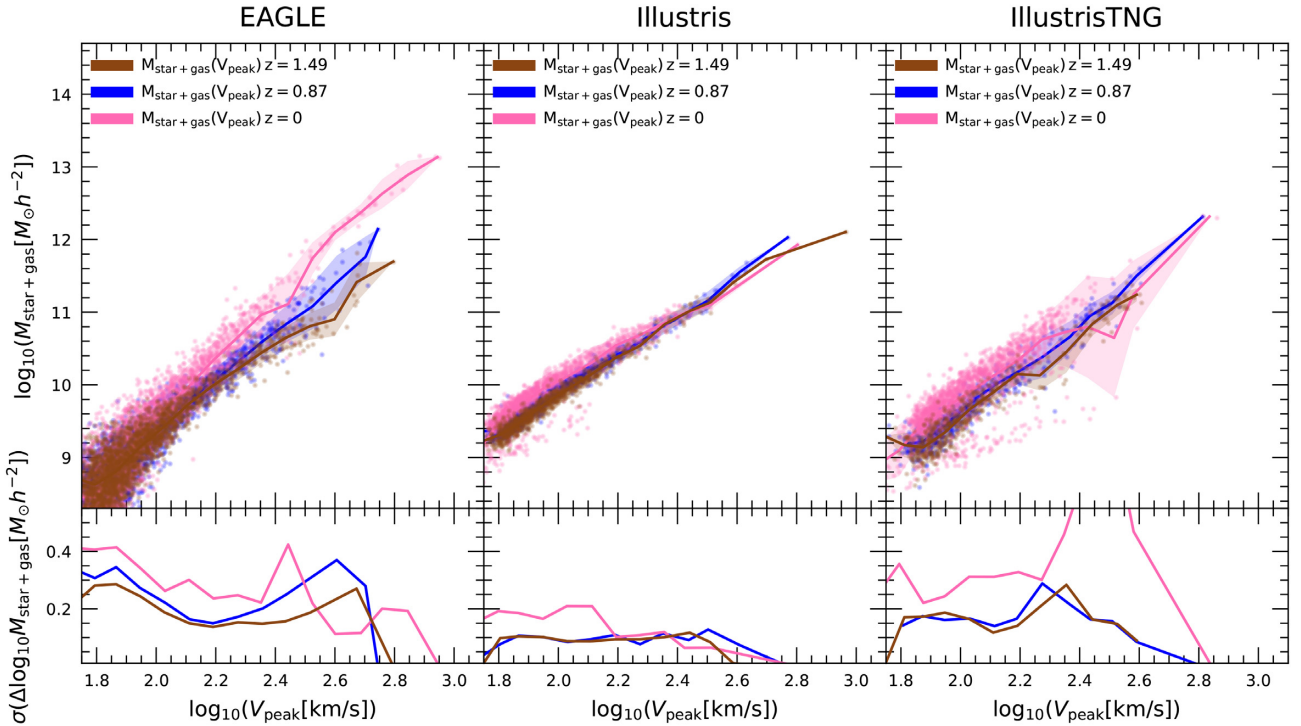 EAGLE
Illustris
IllustrisTNG
M_star+gas(V_peak) z = 1.49
M_star+gas(V_peak) z = 0.87
M_star+gas(V_peak) z = 0
M_star+gas(V_peak) z = 1.49
M_star+gas(V_peak) z = 0.87
M_star+gas(V_peak) z = 0
M_star+gas(V_peak) z = 1.49
M_star+gas(V_peak) z = 0.87
M_star+gas(V_peak) z = 0
log₁₀(M_star+gas[M_⊙h⁻²])
14
13
12
11
10
9
σ(Δlog₁₀M_star+gas[M_⊙h⁻²])
0.4
0.2
1.8 2.0 2.2 2.4 2.6 2.8 3.0
1.8 2.0 2.2 2.4 2.6 2.8 3.0
1.8 2.0 2.2 2.4 2.6 2.8 3.0
log₁₀(V_peak[km/s])
log₁₀(V_peak[km/s])
log₁₀(V_peak[km/s])